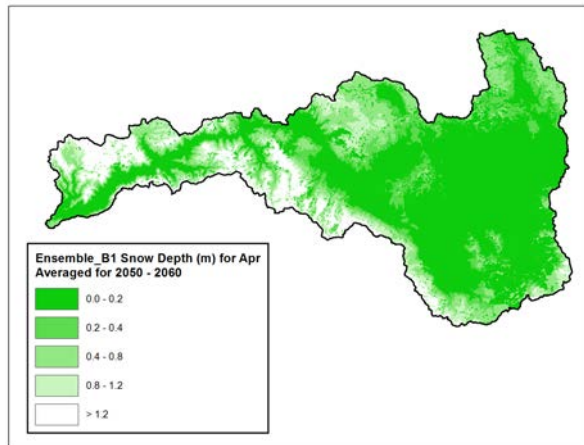 Ensemble_B1 Snow Depth (m) for Apr
Averaged for 2050 - 2060
0.0 - 0.2
0.2 - 0.4
0.4 - 0.8
0.8 - 1.2
> 1.2